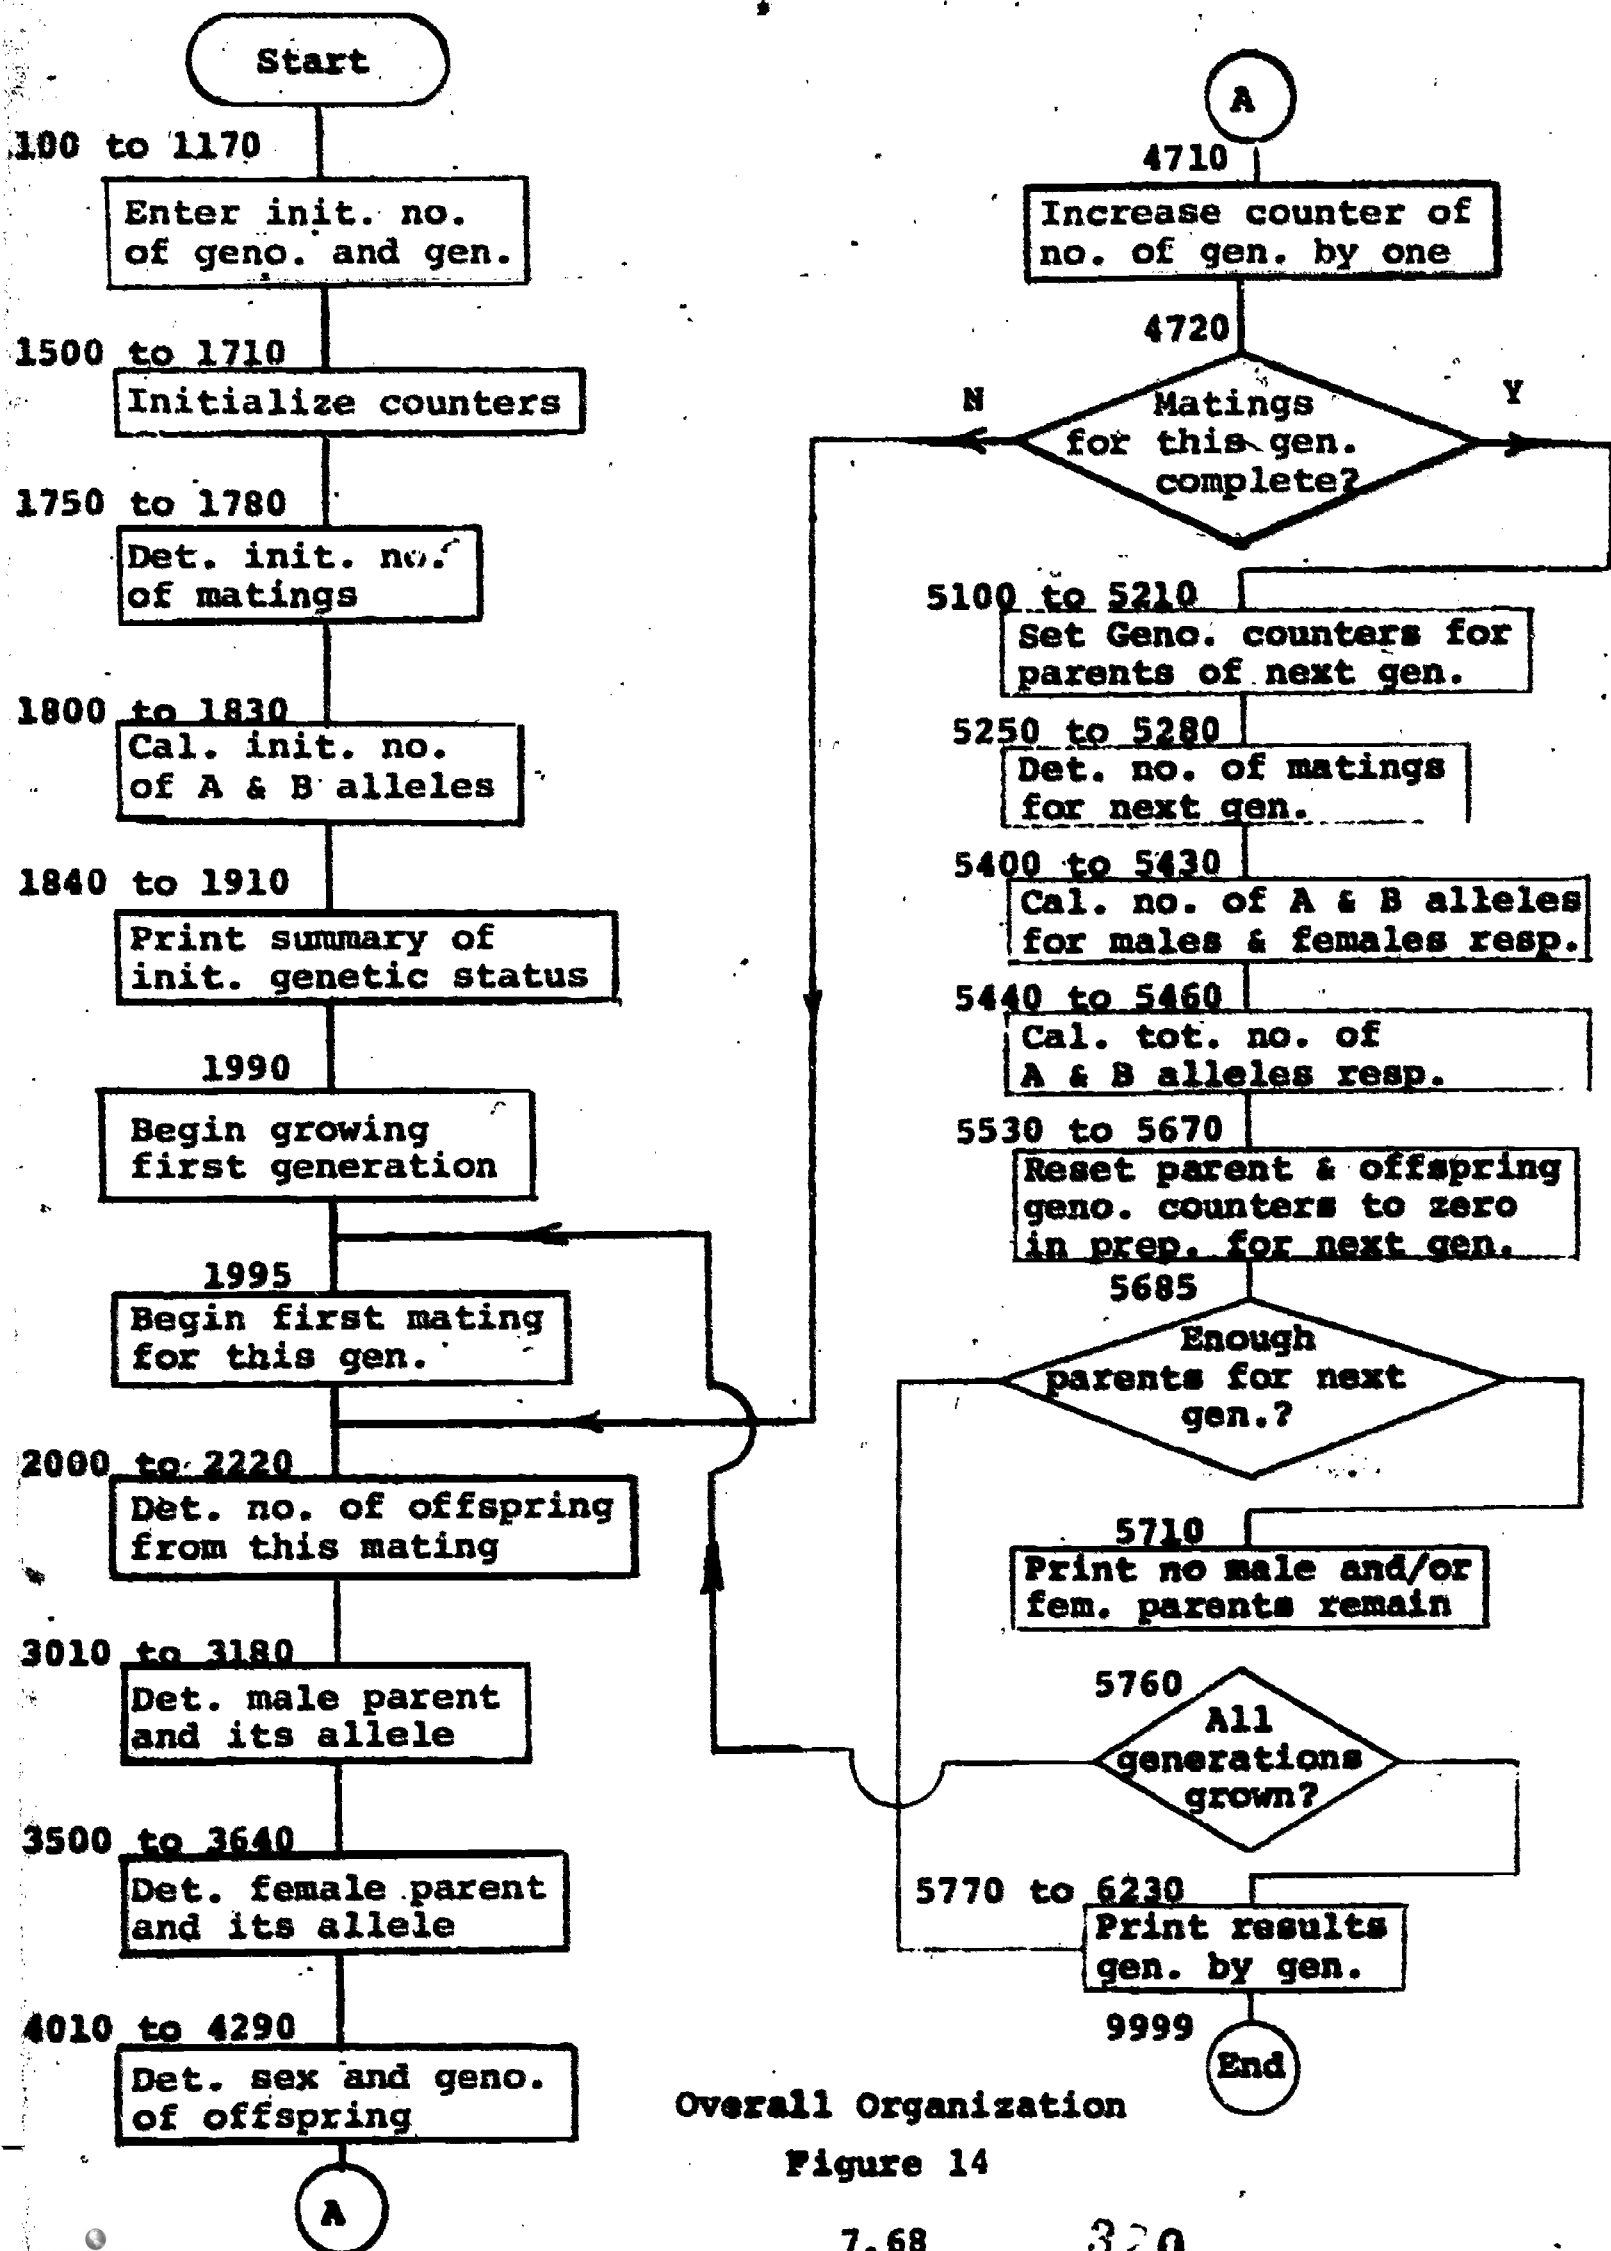 Start
100 to 1170
Enter init. no.
of geno. and gen.
1500 to 1710
Initialize counters
1750 to 1780
Det. init. no.
of matings
1800 to 1830
Cal. init. no.
of A & B alleles
1840 to 1910
Print summary of
init. genetic status
1990
Begin growing
first generation
1995
Begin first mating
for this gen.
2000 to 2220
Det. no. of offspring
from this mating
3010 to 3180
Det. male parent
and its allele
3500 to 3640
Det. female parent
and its allele
4010 to 4290
Det. sex and geno.
of offspring
A
A
4710
Increase counter of
no. of gen. by one
4720
N
Y
Matings
for this gen.
complete?
5100 to 5210
Set Geno. counters for
parents of next gen.
5250 to 5280
Det. no. of matings
for next gen.
5400 to 5430
Cal. no. of A & B alleles
for males & females resp.
5440 to 5460
Cal. tot. no. of
A & B alleles resp.
5530 to 5670
Reset parent & offspring
geno. counters to zero
in prep. for next gen.
5685
Enough
parents for next
gen.?
5710
Print no male and/or
fem. parents remain
5760
All
generations
grown?
5770 to 6230
Print results
gen. by gen.
9999
End
Overall Organization
Figure 14
7.68
320